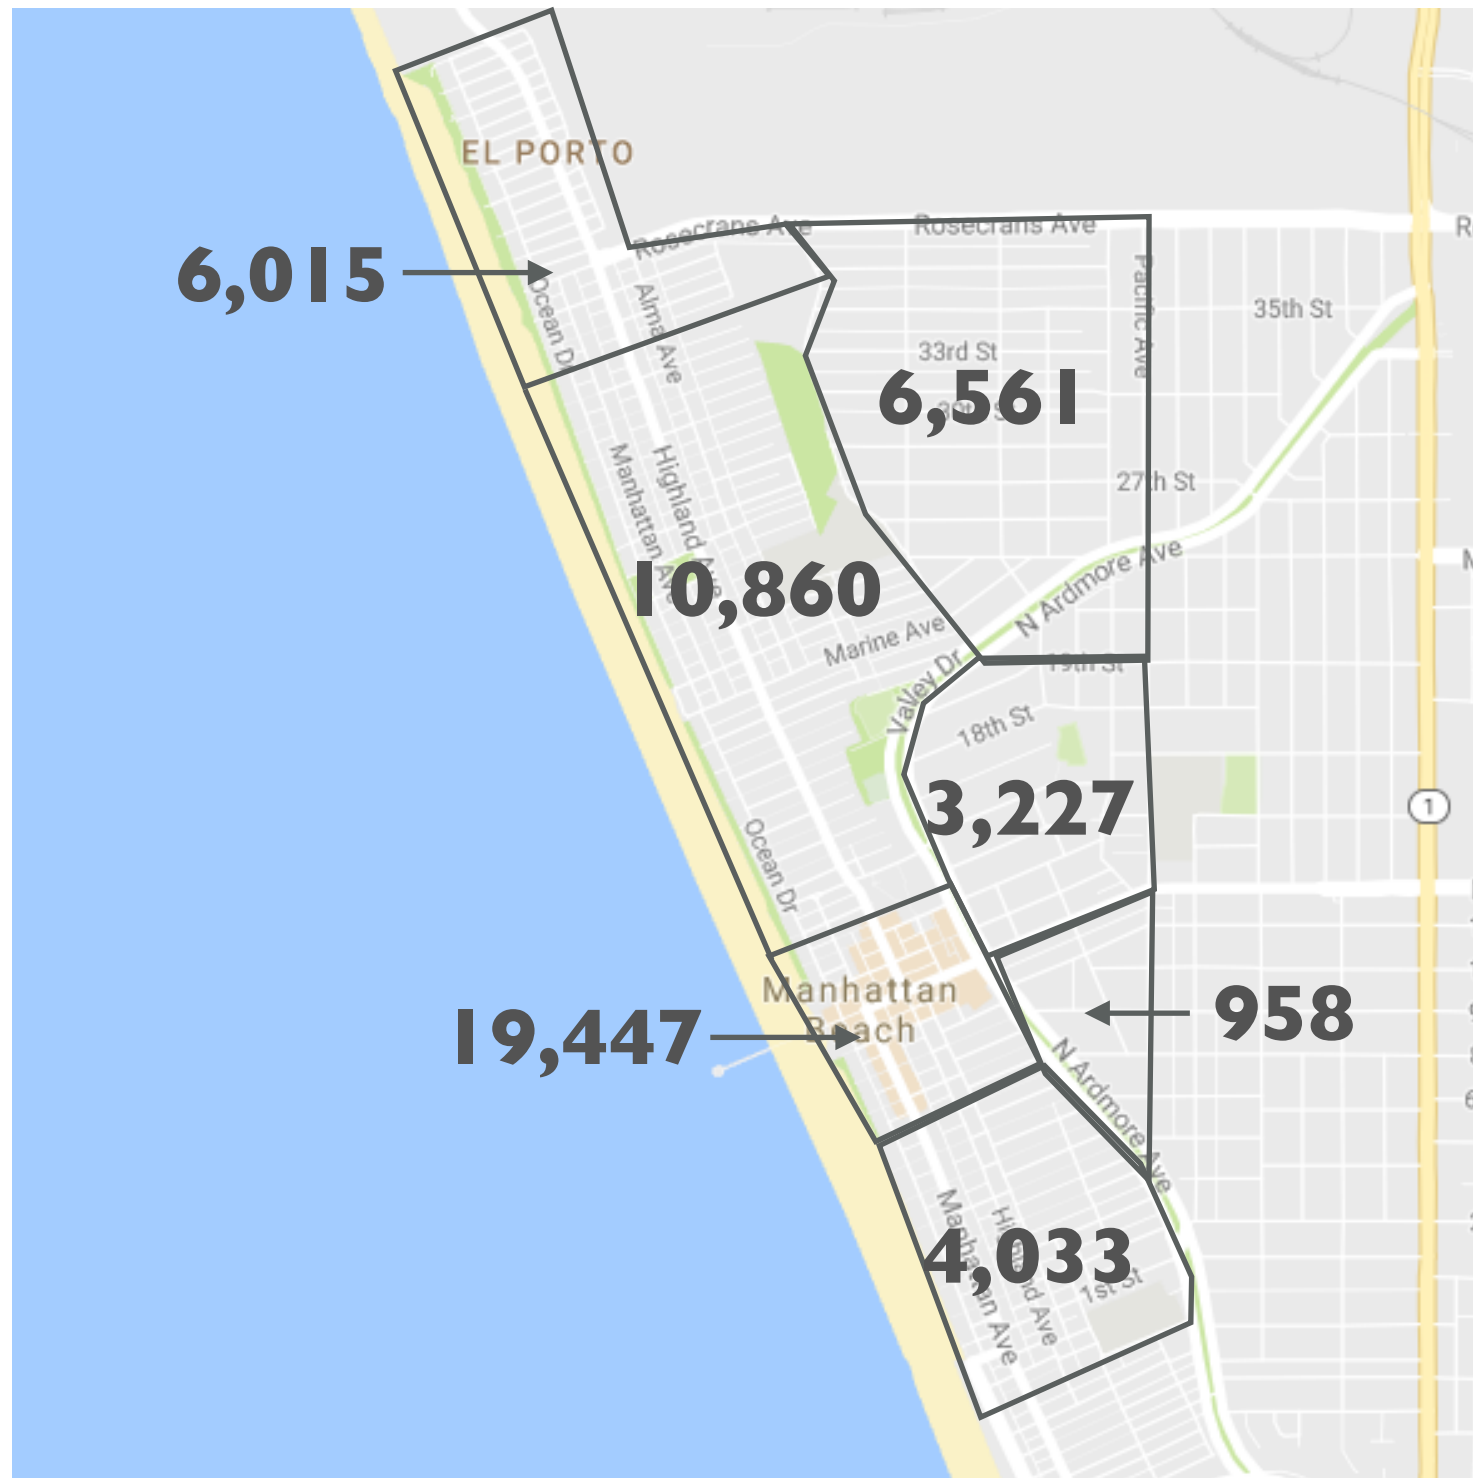 EL PORTO
Rosecrans Ave
Rosecrans Ave
R
6,015
Ocean Dr
Alma Ave
Pacific Ave
35th St
33rd St
6,561
27th St
Manhattan Ave
Highland Ave
10,860
N Ardmore Ave
M
Marine Ave
Valley Dr
19th St
18th St
3,227
1
Ocean Dr
Manhattan
Beach
19,447
958
N Ardmore Ave
Manhattan Ave
Highland Ave
4,033
1st St